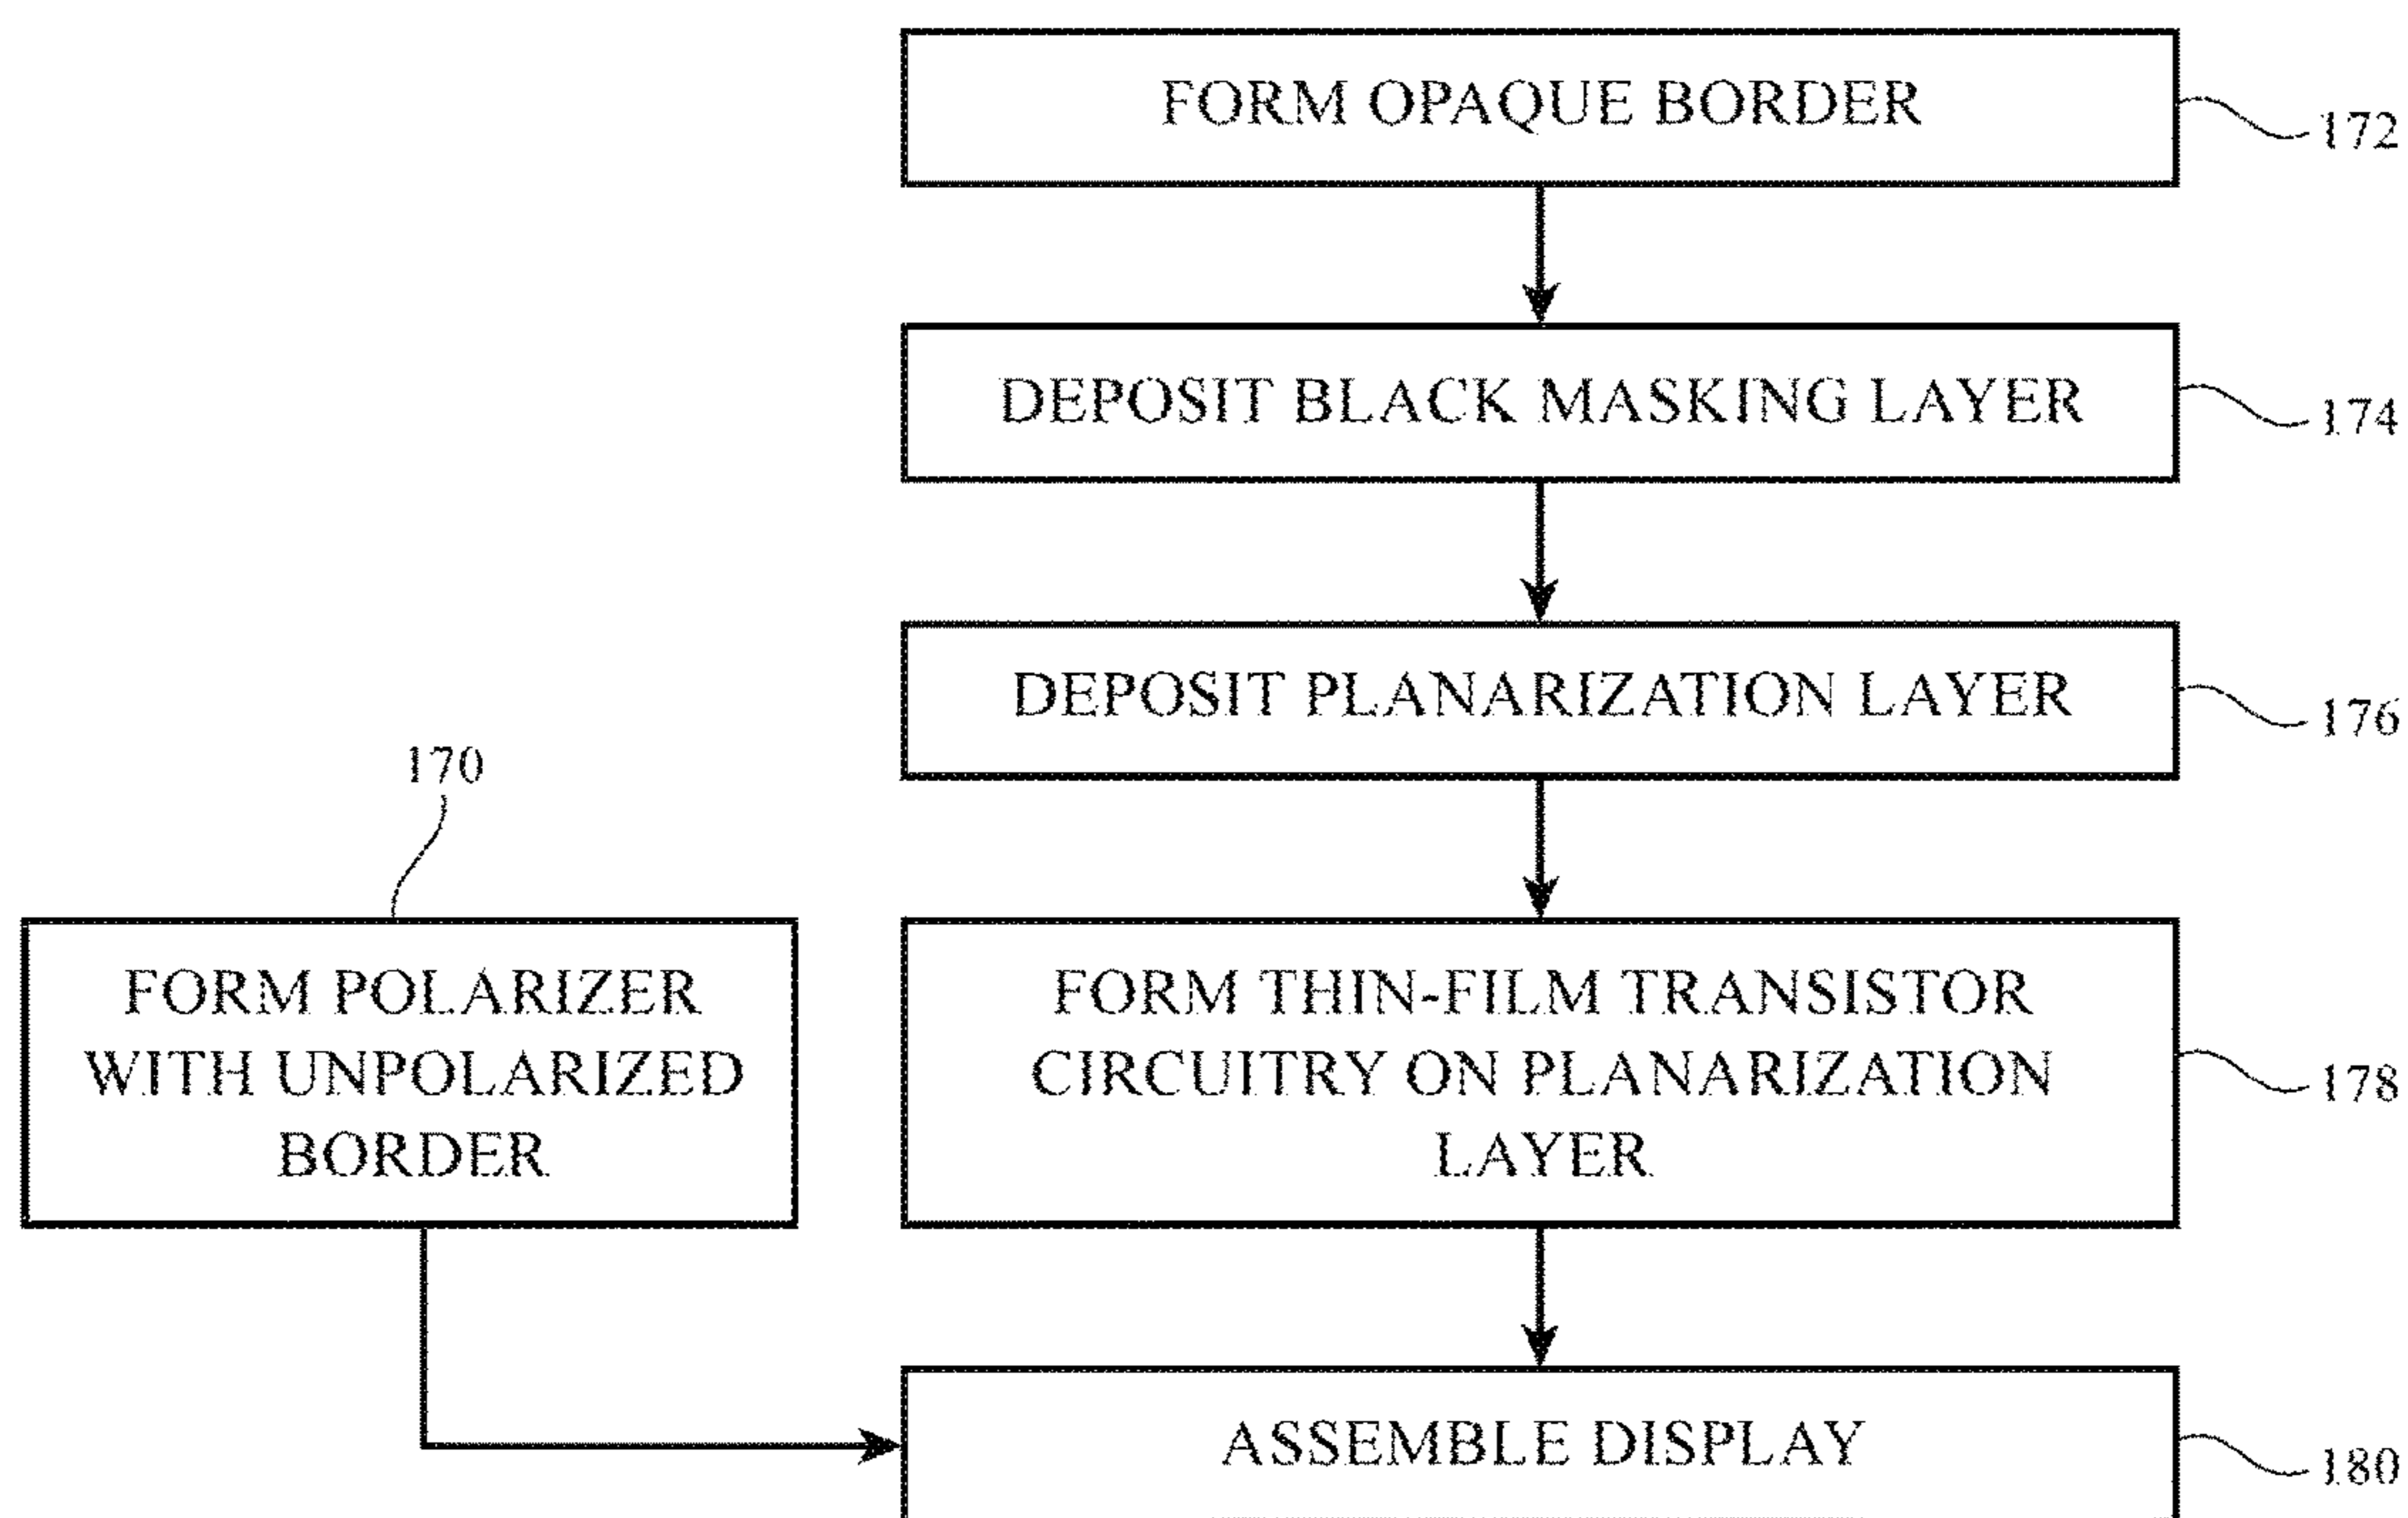 FORM OPAQUE BORDER
172
DEPOSIT BLACK MASKING LAYER
174
DEPOSIT PLANARIZATION LAYER
176
170
FORM POLARIZER
WITH UNPOLARIZED
BORDER
FORM THIN-FILM TRANSISTOR
CIRCUITRY ON PLANARIZATION
LAYER
178
ASSEMBLE DISPLAY
180